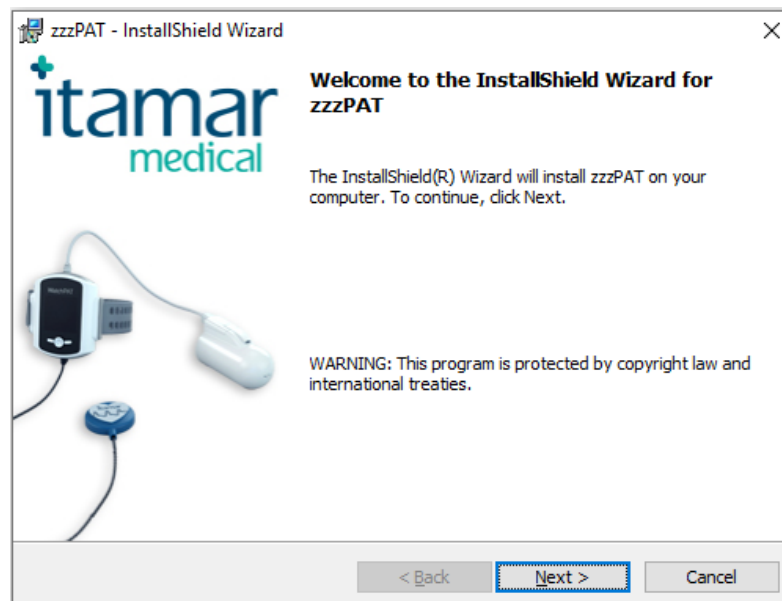 zzzPAT - InstallShield Wizard
itamar
medical
Welcome to the InstallShield Wizard for
zzzPAT
The InstallShield(R) Wizard will install zzzPAT on your
computer. To continue, click Next.
WatchPAT
WARNING: This program is protected by copyright law and
international treaties.
< Back
Next >
Cancel